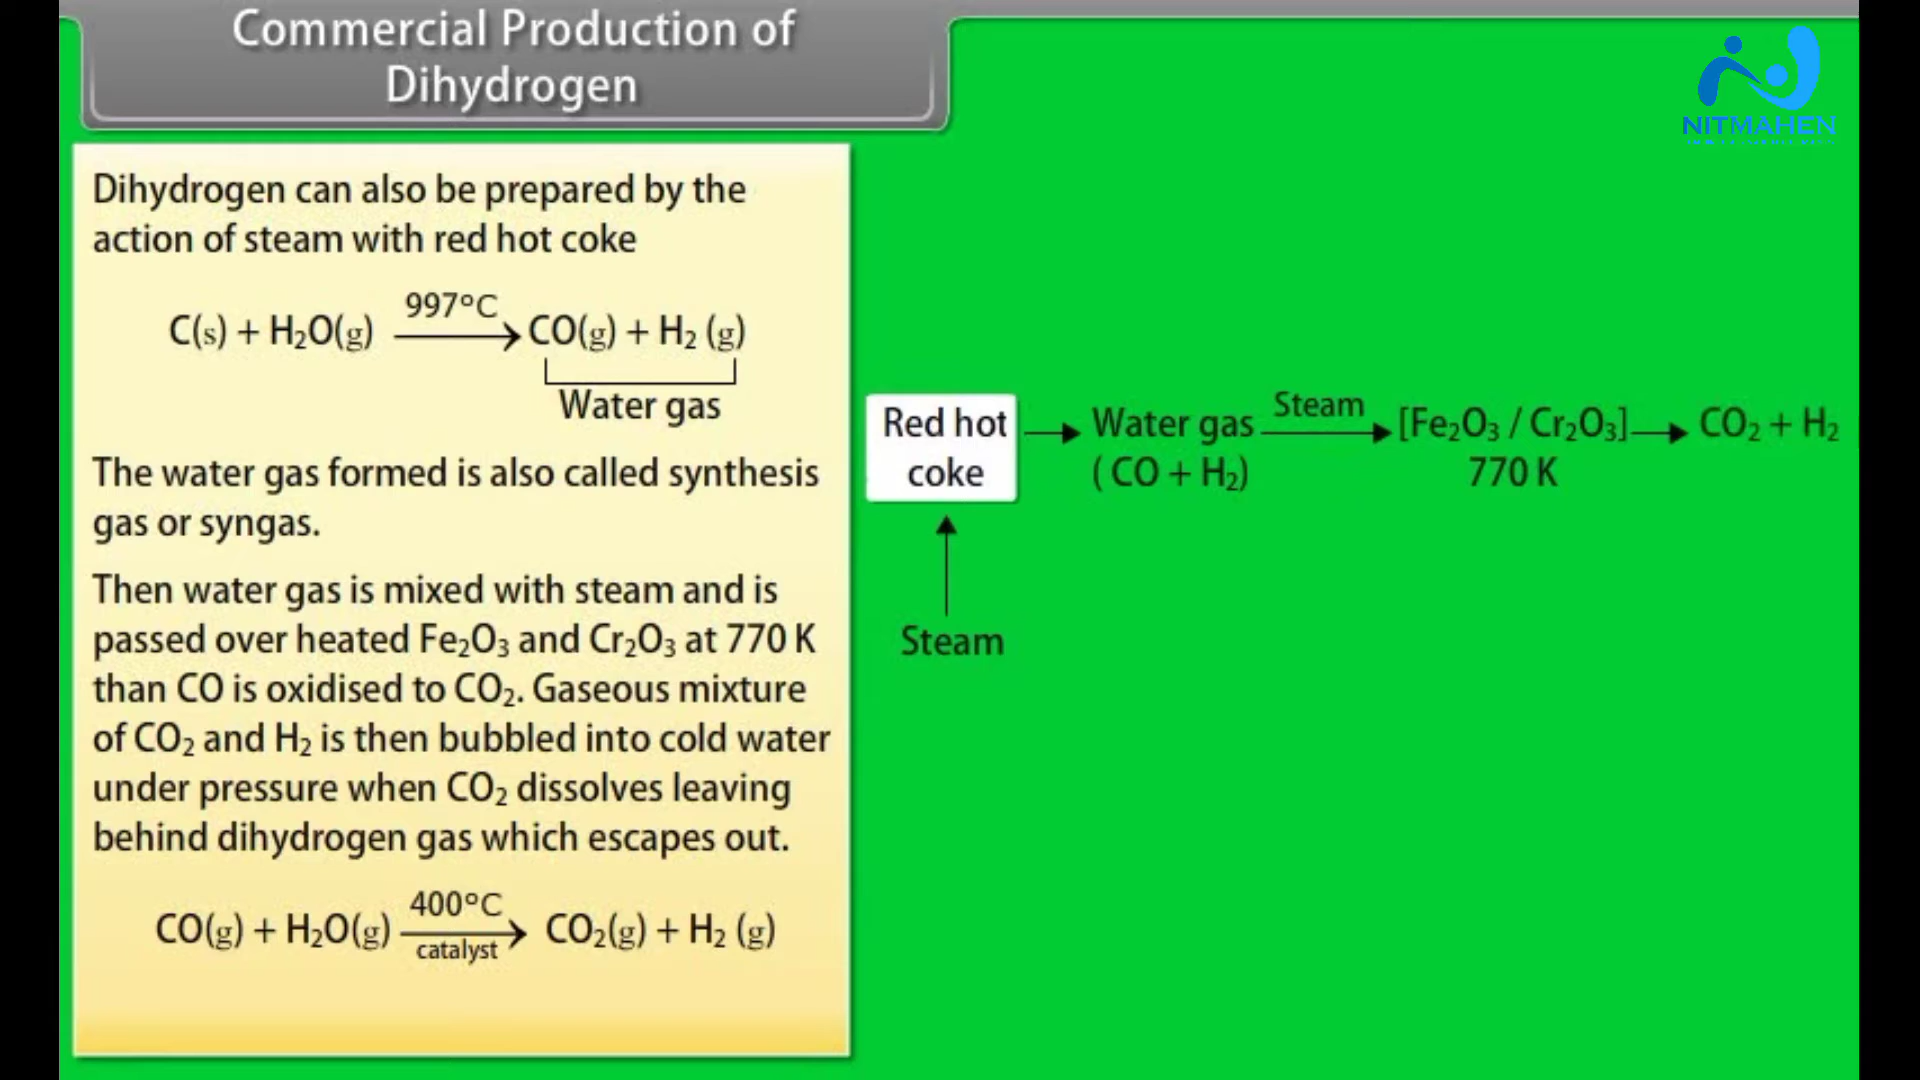 Commercial Production of
Dihydrogen
NITMAHEN
Dihydrogen can also be prepared by the
action of steam with red hot coke
997°C
C(s) + H₂O(g) ⟶ CO(g) + H₂ (g)
Water gas
The water gas formed is also called synthesis
gas or syngas.
Then water gas is mixed with steam and is
passed over heated Fe₂O₃ and Cr₂O₃ at 770 K
than CO is oxidised to CO₂. Gaseous mixture
of CO₂ and H₂ is then bubbled into cold water
under pressure when CO₂ dissolves leaving
behind dihydrogen gas which escapes out.
400°C
CO(g) + H₂O(g) ⟶ CO₂(g) + H₂ (g)
catalyst
Steam
Red hot → Water gas → [Fe₂O₃ / Cr₂O₃] → CO₂ + H₂
coke ( CO + H₂) 770 K
Steam